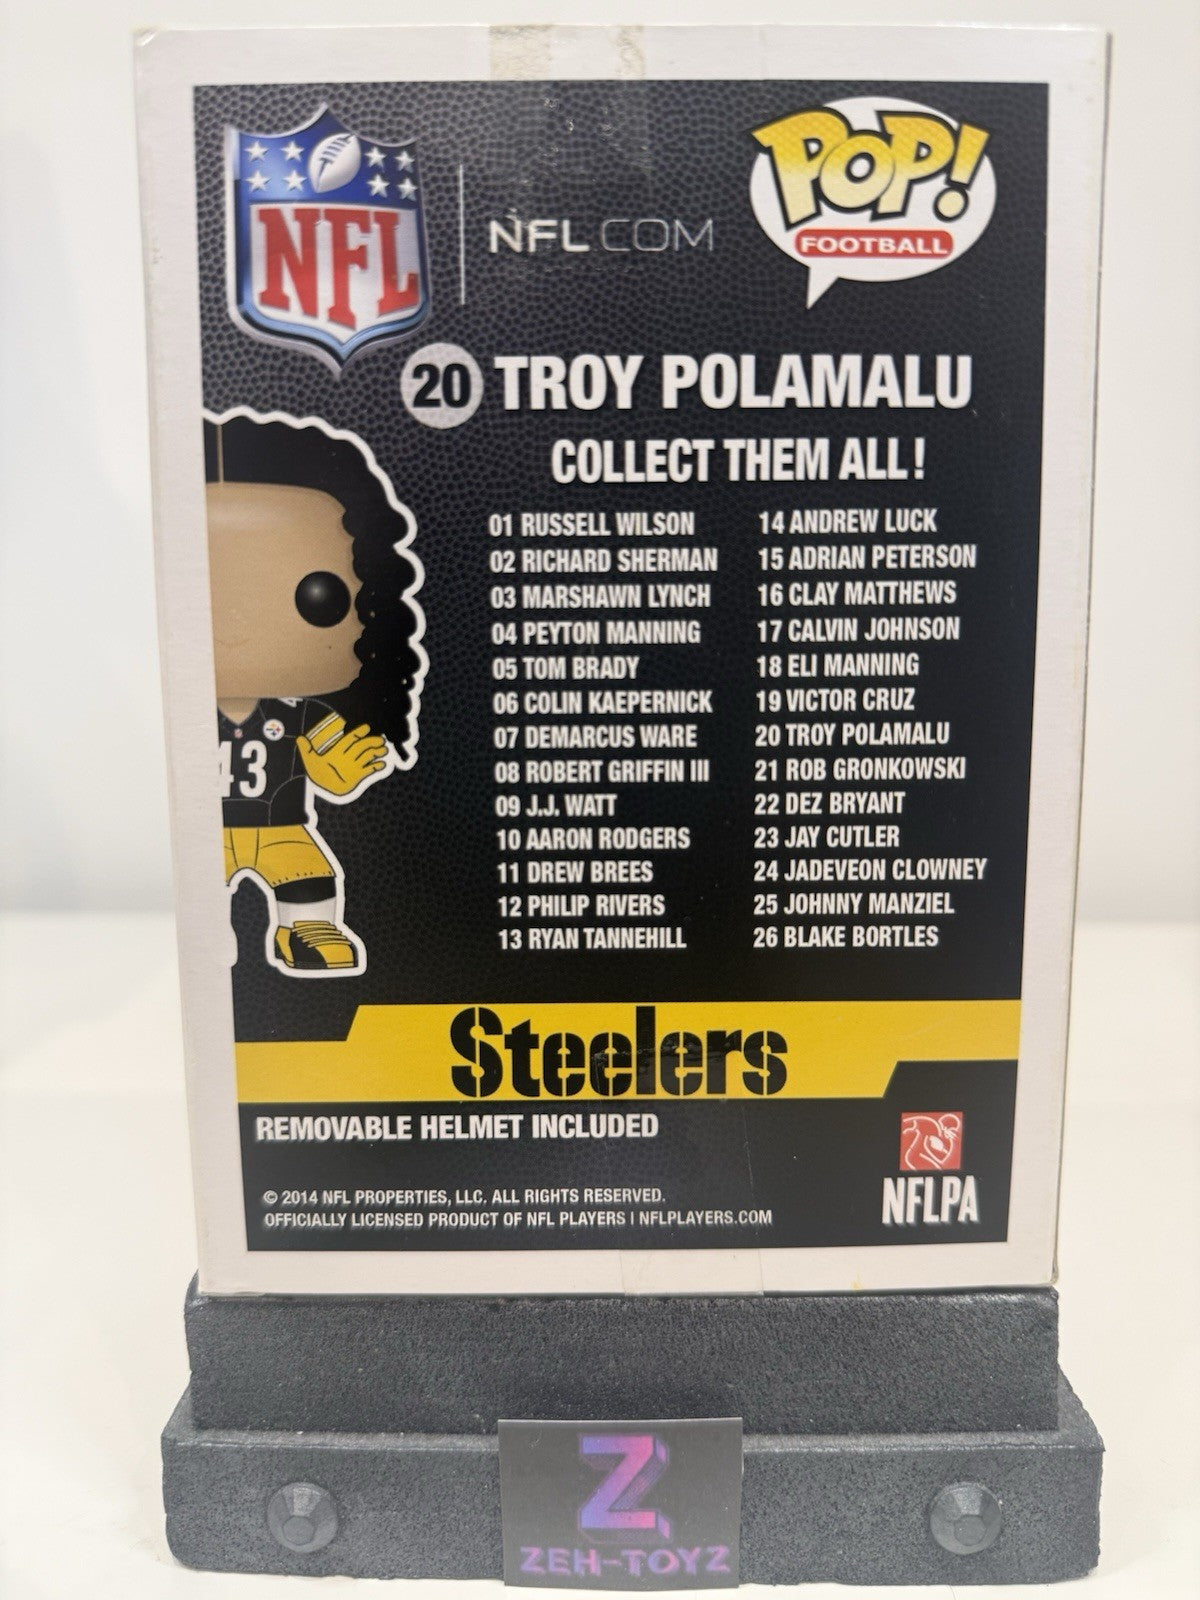 NFL
NFL.COM
POP!
FOOTBALL
20 TROY POLAMALU
COLLECT THEM ALL!
01 RUSSELL WILSON
02 RICHARD SHERMAN
03 MARSHAWN LYNCH
04 PEYTON MANNING
05 TOM BRADY
06 COLIN KAEPERNICK
07 DEMARCUS WARE
08 ROBERT GRIFFIN III
09 J.J. WATT
10 AARON RODGERS
11 DREW BREES
12 PHILIP RIVERS
13 RYAN TANNEHILL
14 ANDREW LUCK
15 ADRIAN PETERSON
16 CLAY MATTHEWS
17 CALVIN JOHNSON
18 ELI MANNING
19 VICTOR CRUZ
20 TROY POLAMALU
21 ROB GRONKOWSKI
22 DEZ BRYANT
23 JAY CUTLER
24 JADEVEON CLOWNEY
25 JOHNNY MANZIEL
26 BLAKE BORTLES
43
Steelers
REMOVABLE HELMET INCLUDED
© 2014 NFL PROPERTIES, LLC. ALL RIGHTS RESERVED.
OFFICIALLY LICENSED PRODUCT OF NFL PLAYERS | NFLPLAYERS.COM
NFLPA
Z
ZEH-TOYZ